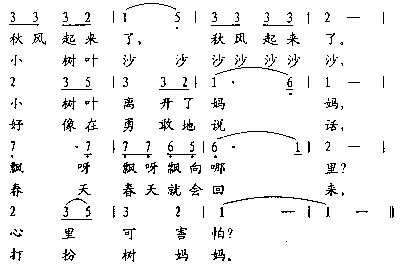 3 3 3 2 | 1 5 | 3 3 3 3 3 | 2 — |
秋风起来了， 秋风起来了。
小树叶沙沙沙沙沙沙，
2 3 5 | 3 3 2 | 1 · 6 | 1 — |
小树叶离开了妈妈，
好像在勇敢地说话，
7 · 7 | 7 7 6 5 | 6 1 | 2 — |
飘呀飘呀飘向哪里？
春天春天就会回来，
2 3 5 | 3 2 | 1 — | 1 — ‖
心里可害怕？
打扮树妈妈。